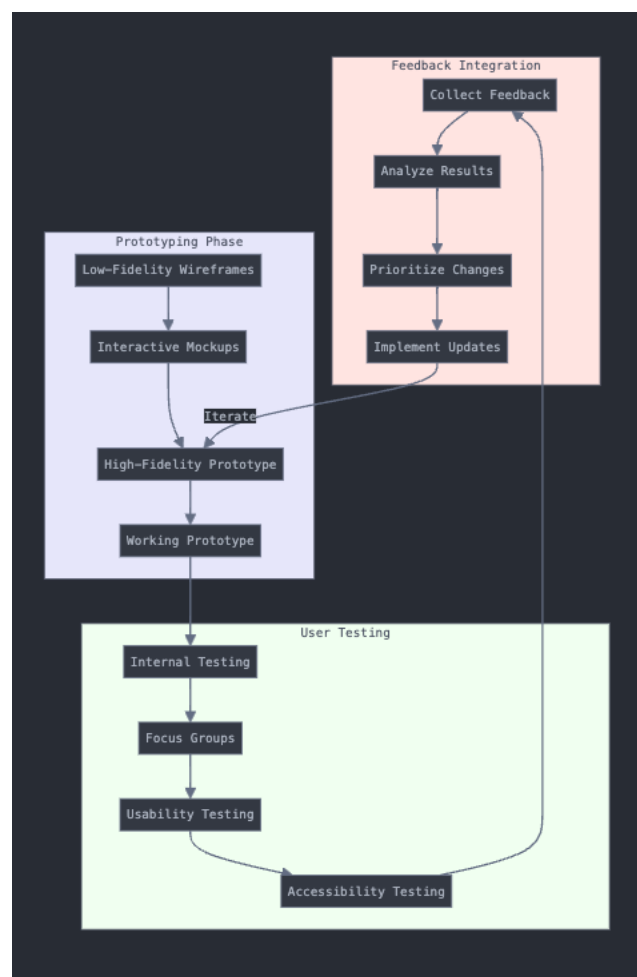 Feedback Integration
Collect Feedback
Analyze Results
Prioritize Changes
Implement Updates
Prototyping Phase
Low-Fidelity Wireframes
Interactive Mockups
Iterate
High-Fidelity Prototype
Working Prototype
User Testing
Internal Testing
Focus Groups
Usability Testing
Accessibility Testing